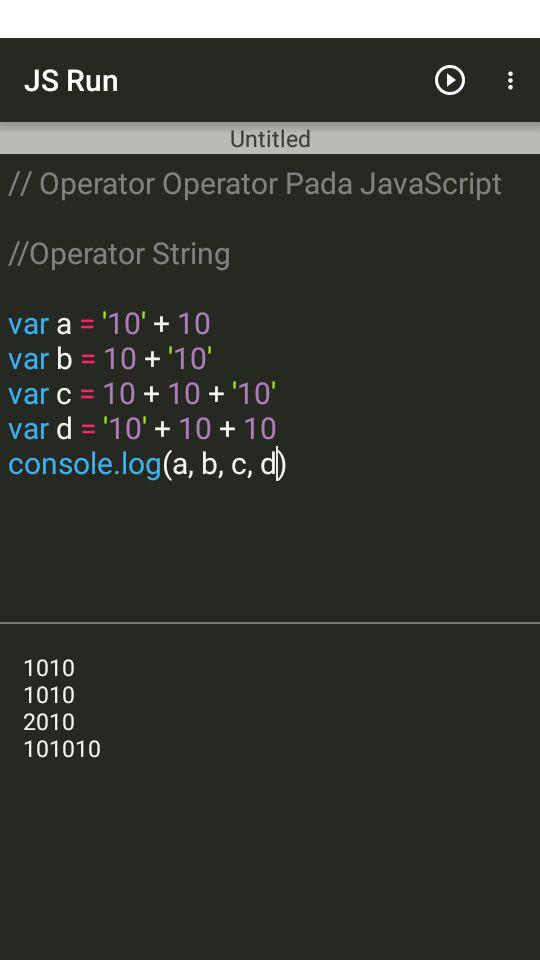 JS Run
Untitled
// Operator Operator Pada JavaScript
//Operator String
var a = '10' + 10
var b = 10 + '10'
var c = 10 + 10 + '10'
var d = '10' + 10 + 10
console.log(a, b, c, d)
1010
1010
2010
101010